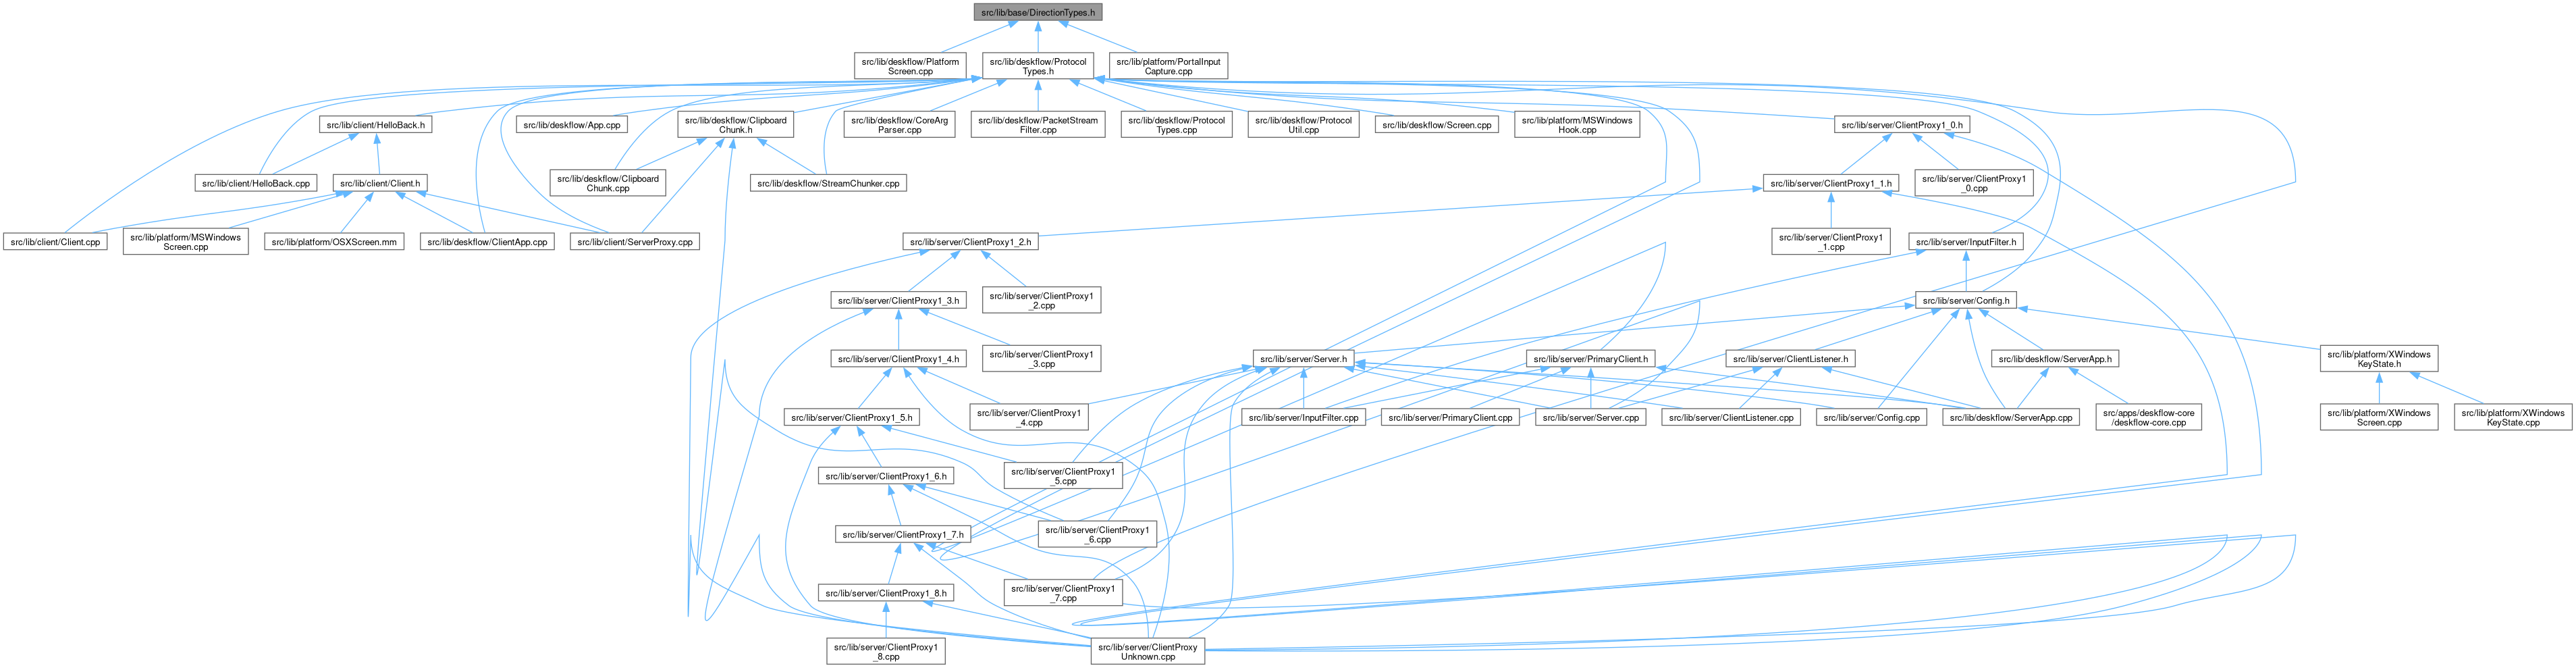 src/lib/base/DirectionTypes.h
src/lib/deskflow/Platform
Screen.cpp
src/lib/deskflow/Protocol
Types.h
src/lib/platform/PortalInput
Capture.cpp
src/lib/client/HelloBack.h
src/lib/deskflow/App.cpp
src/lib/deskflow/Clipboard
Chunk.h
src/lib/deskflow/CoreArg
Parser.cpp
src/lib/deskflow/PacketStream
Filter.cpp
src/lib/deskflow/Protocol
Types.cpp
src/lib/deskflow/Protocol
Util.cpp
src/lib/deskflow/Screen.cpp
src/lib/platform/MSWindows
Hook.cpp
src/lib/server/ClientProxy1_0.h
src/lib/client/HelloBack.cpp
src/lib/client/Client.h
src/lib/deskflow/Clipboard
Chunk.cpp
src/lib/deskflow/StreamChunker.cpp
src/lib/server/ClientProxy1_1.h
src/lib/server/ClientProxy1
_0.cpp
src/lib/client/Client.cpp
src/lib/platform/MSWindows
Screen.cpp
src/lib/platform/OSXScreen.mm
src/lib/deskflow/ClientApp.cpp
src/lib/client/ServerProxy.cpp
src/lib/server/ClientProxy1_2.h
src/lib/server/ClientProxy1
_1.cpp
src/lib/server/InputFilter.h
src/lib/server/ClientProxy1_3.h
src/lib/server/ClientProxy1
_2.cpp
src/lib/server/Config.h
src/lib/server/ClientProxy1_4.h
src/lib/server/ClientProxy1
_3.cpp
src/lib/server/Server.h
src/lib/server/PrimaryClient.h
src/lib/server/ClientListener.h
src/lib/deskflow/ServerApp.h
src/lib/platform/XWindows
KeyState.h
src/lib/server/ClientProxy1_5.h
src/lib/server/ClientProxy1
_4.cpp
src/lib/server/InputFilter.cpp
src/lib/server/PrimaryClient.cpp
src/lib/server/Server.cpp
src/lib/server/ClientListener.cpp
src/lib/server/Config.cpp
src/lib/deskflow/ServerApp.cpp
src/apps/deskflow-core
/deskflow-core.cpp
src/lib/platform/XWindows
Screen.cpp
src/lib/platform/XWindows
KeyState.cpp
src/lib/server/ClientProxy1_6.h
src/lib/server/ClientProxy1
_5.cpp
src/lib/server/ClientProxy1_7.h
src/lib/server/ClientProxy1
_6.cpp
src/lib/server/ClientProxy1_8.h
src/lib/server/ClientProxy1
_7.cpp
src/lib/server/ClientProxy1
_8.cpp
src/lib/server/ClientProxy
Unknown.cpp